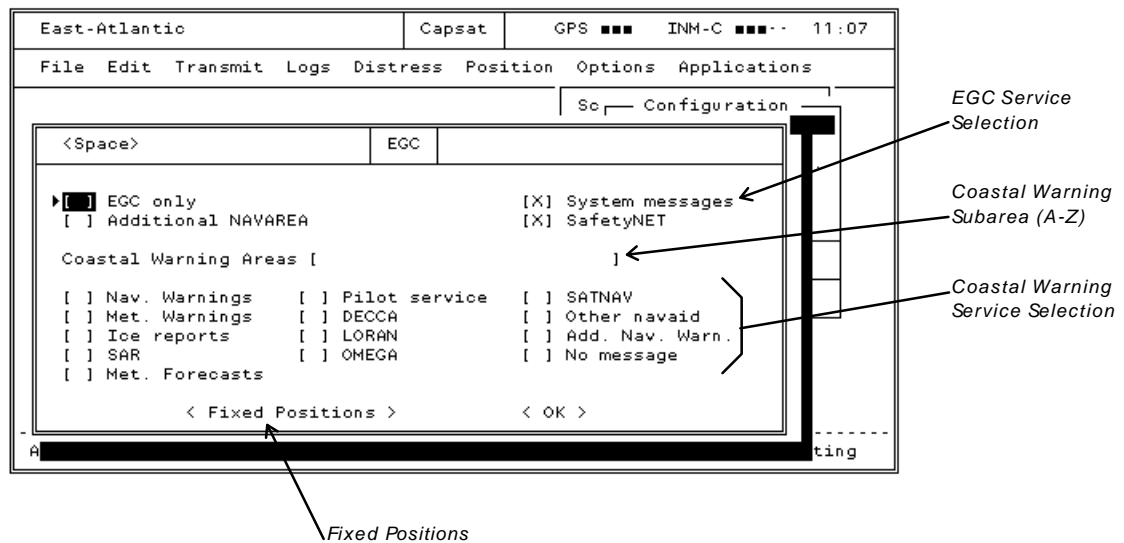 East-Atlantic Capsat GPS ■■■ INM-C ■■■·· 11:07
File Edit Transmit Logs Distress Position Options Applications
Sc Configuration
<Space> EGC
[ ] EGC only [X] System messages
[ ] Additional NAVAREA [X] SafetyNET
Coastal Warning Areas [ ]
[ ] Nav. Warnings [ ] Pilot service [ ] SATNAV
[ ] Met. Warnings [ ] DECCA [ ] Other navaid
[ ] Ice reports [ ] LORAN [ ] Add. Nav. Warn.
[ ] SAR [ ] OMEGA [ ] No message
[ ] Met. Forecasts
< Fixed Positions > < OK >
A ting
EGC Service
Selection
Coastal Warning
Subarea (A-Z)
Coastal Warning
Service Selection
Fixed Positions